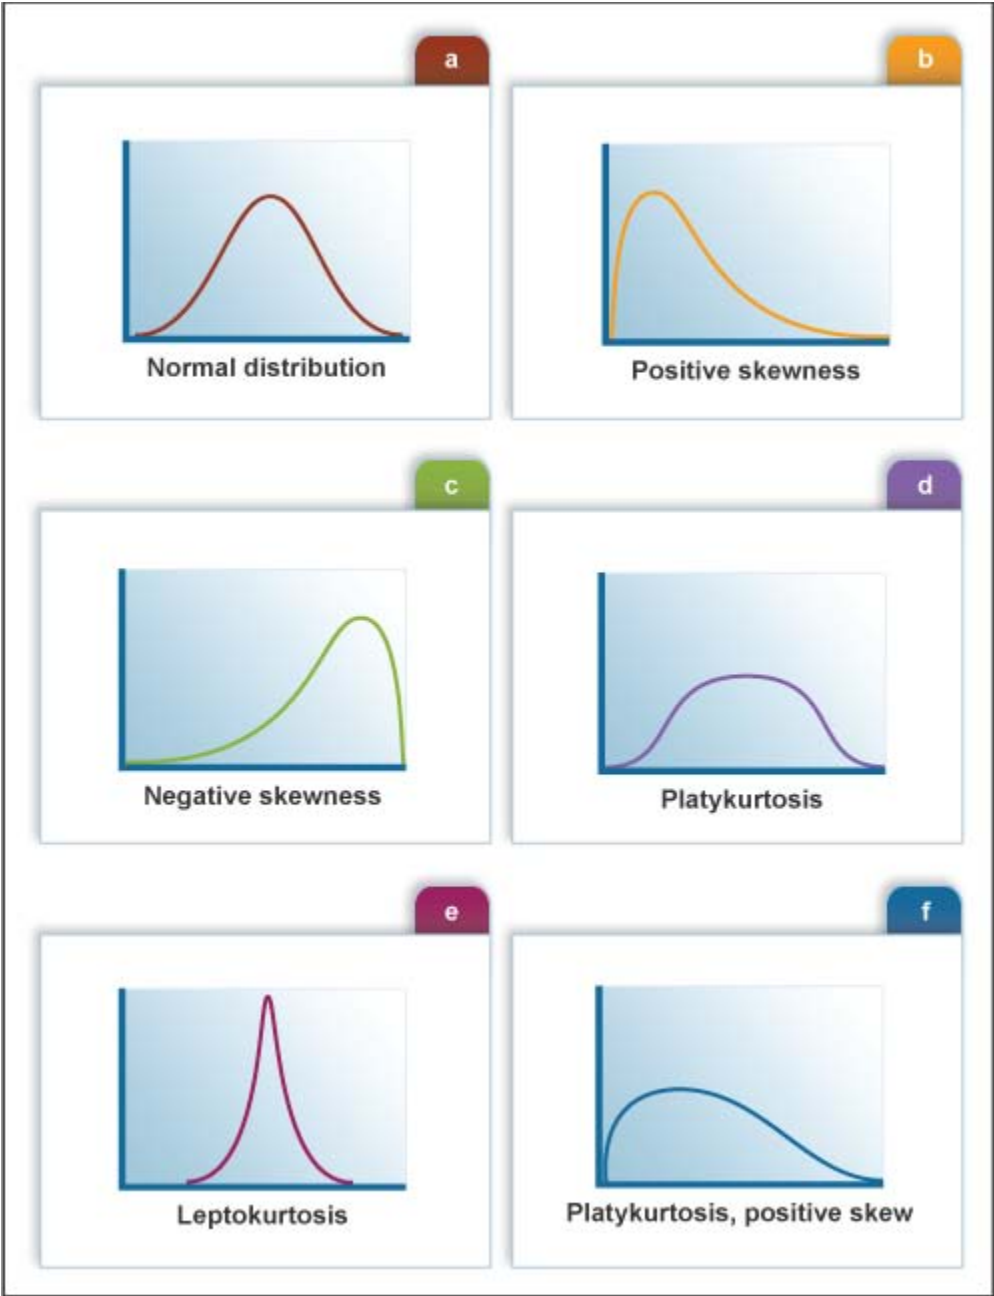 a
b
Normal distribution
Positive skewness
c
d
Negative skewness
Platykurtosis
e
f
Leptokurtosis
Platykurtosis, positive skew